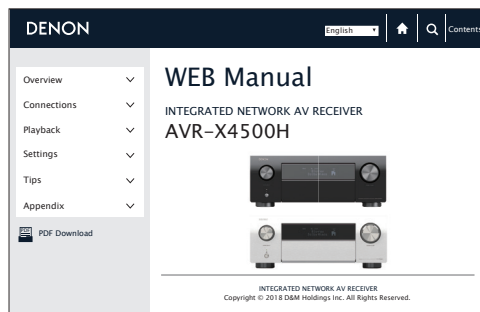 DENON
English
Contents
Overview
Connections
Playback
Settings
Tips
Appendix
PDF Download
WEB Manual
INTEGRATED NETWORK AV RECEIVER
AVR-X4500H
INTEGRATED NETWORK AV RECEIVER
Copyright © 2018 D&M Holdings Inc. All Rights Reserved.